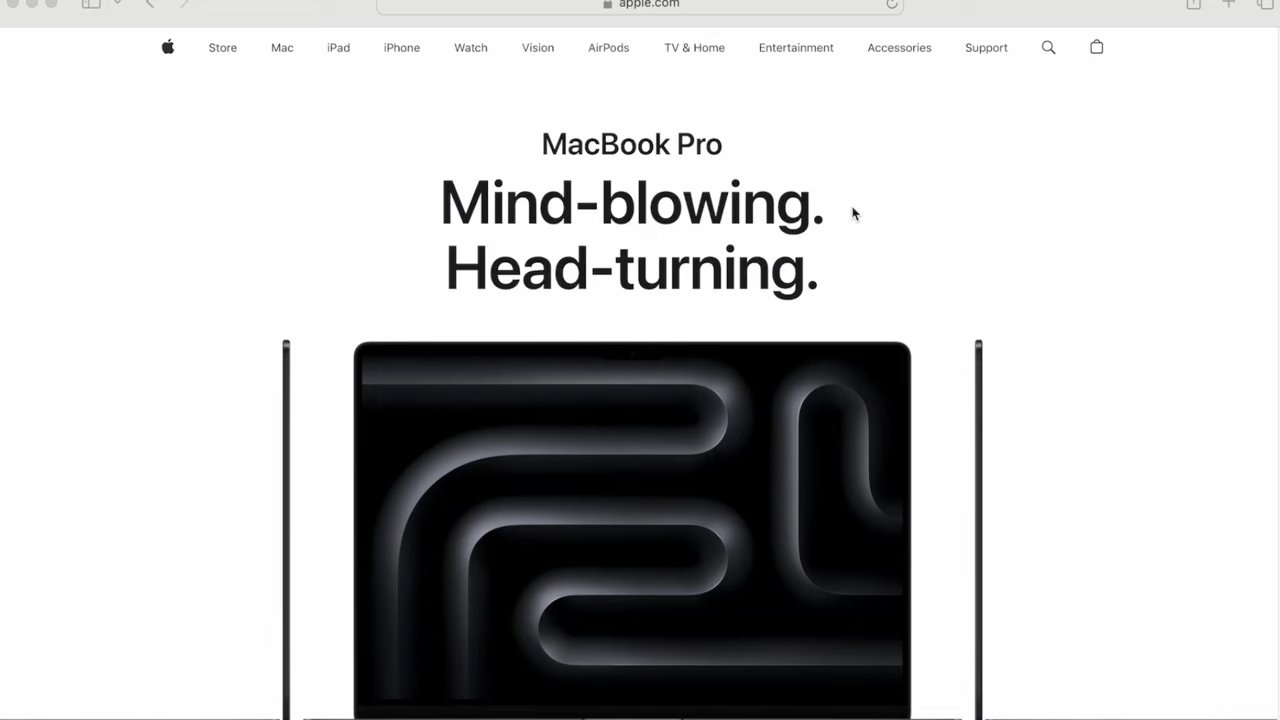 apple.com
Store Mac iPad iPhone Watch Vision AirPods TV & Home Entertainment Accessories Support
MacBook Pro
Mind-blowing.
Head-turning.